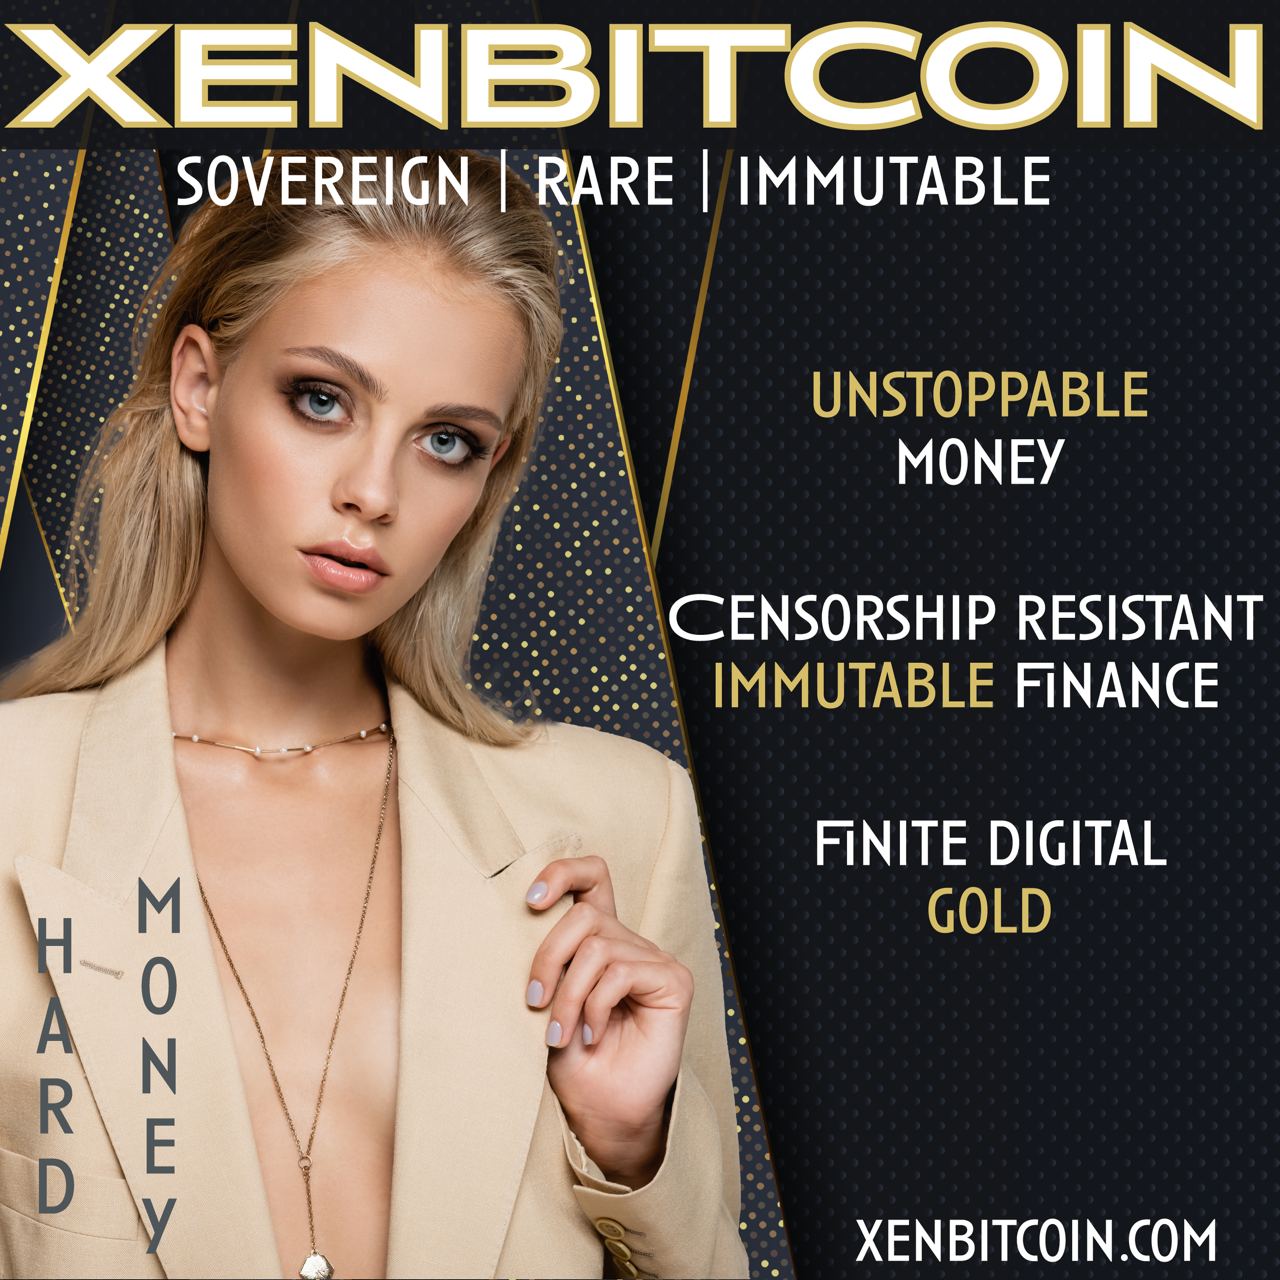 XENBITCOIN
SOVEREIGN | RARE | IMMUTABLE
UNSTOPPABLE
MONEY
CENSORSHIP RESISTANT
IMMUTABLE FiNANCE
FiNITE DIGITAL
GOLD
HARD
MONEY
XENBITCOIN.COM